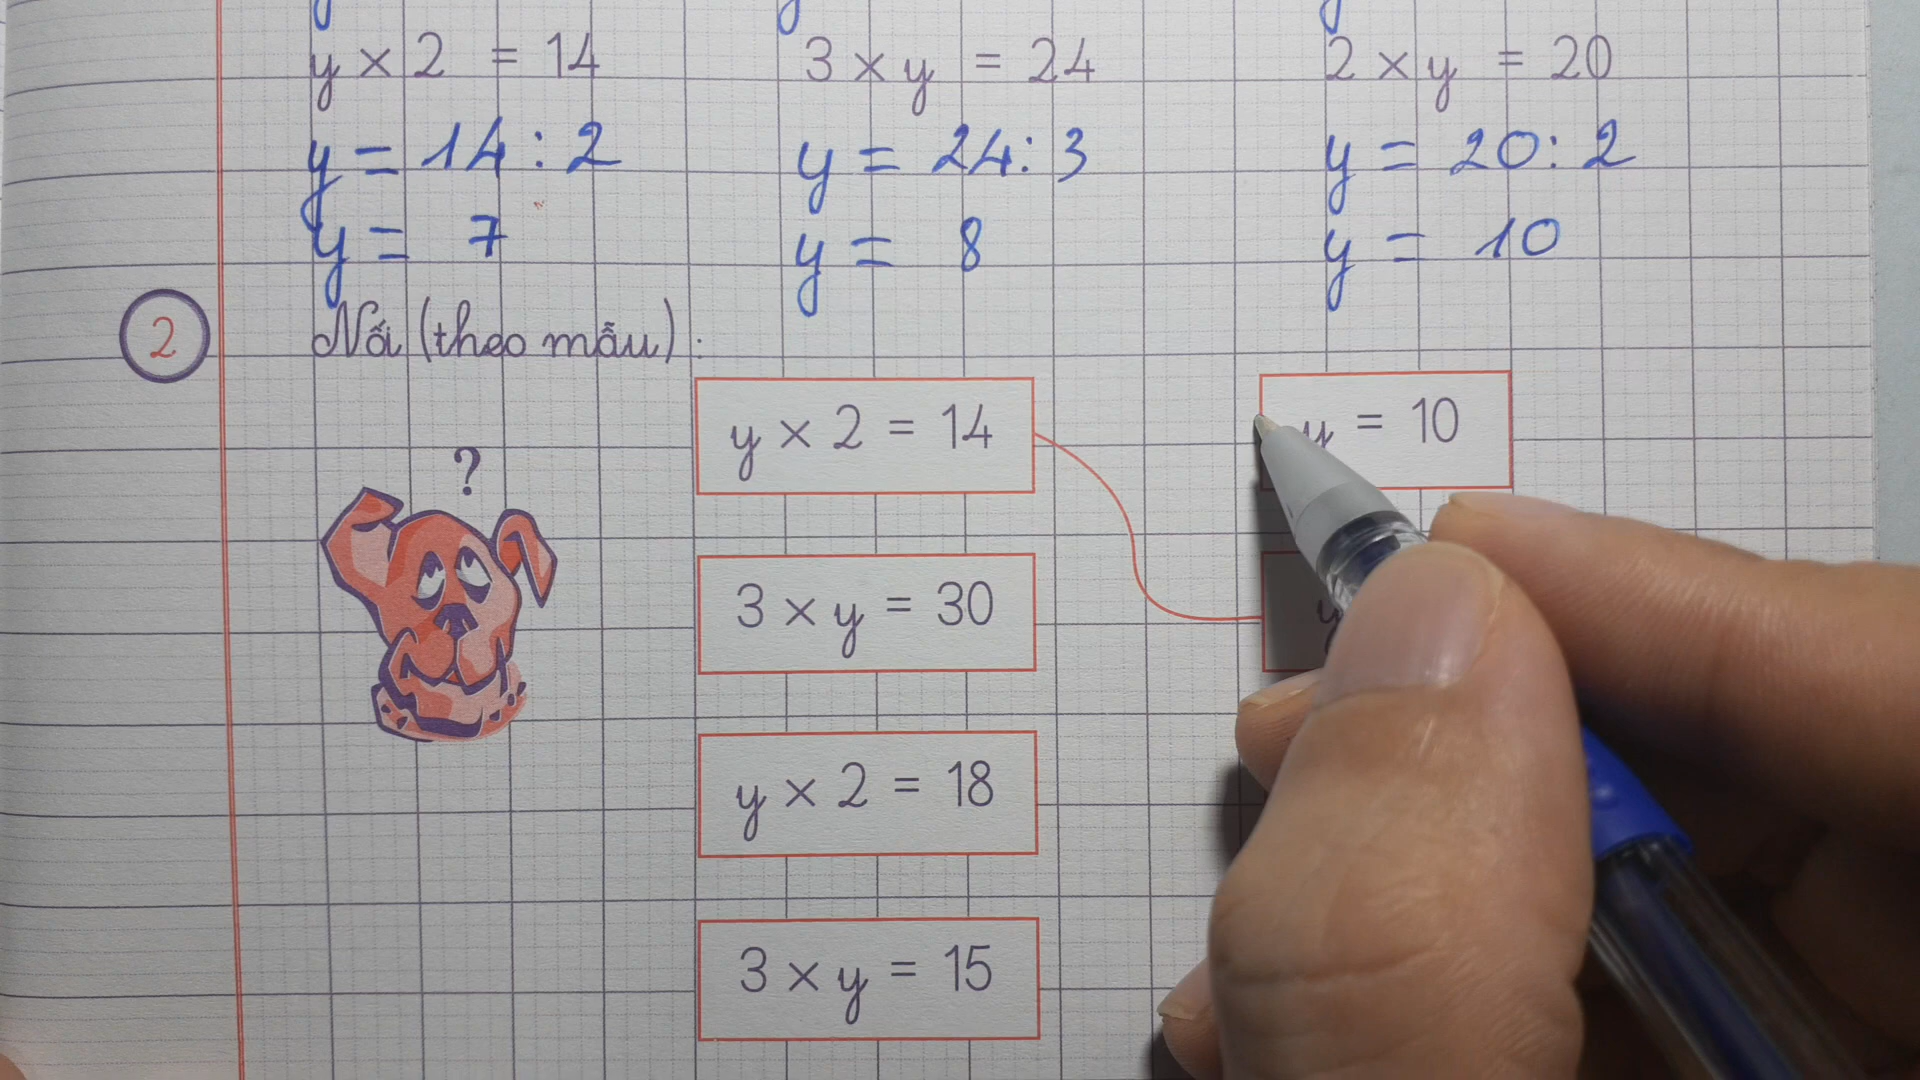 y × 2 = 14
3 × y = 24
2 × y = 20
y = 14 : 2
y = 24 : 3
y = 20 : 2
y = 7
y = 8
y = 10
2 Nối (theo mẫu) :
?
y × 2 = 14
y = 10
3 × y = 30
y
y × 2 = 18
3 × y = 15